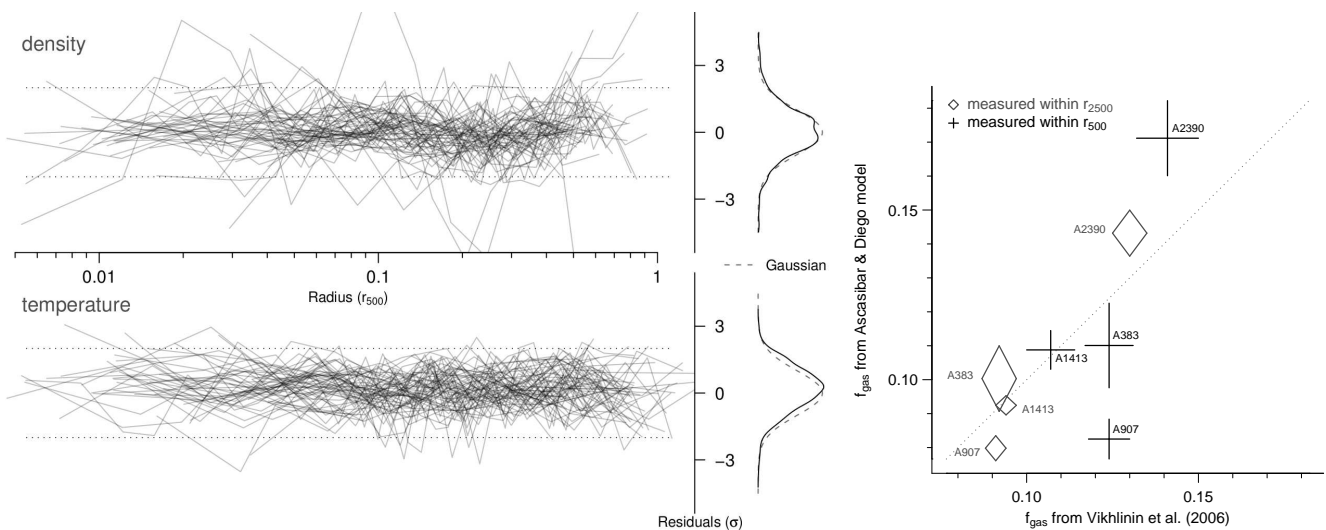 density
3
0
−3
0.01
0.1
1
Radius (r500)
Gaussian
temperature
3
0
−3
Residuals (σ)
measured within r2500
measured within r500
A2390
A2390
A383
A1413
A383
A1413
A907
A907
0.15
0.10
0.10
0.15
fgas from Ascasibar & Diego model
fgas from Vikhlinin et al. (2006)